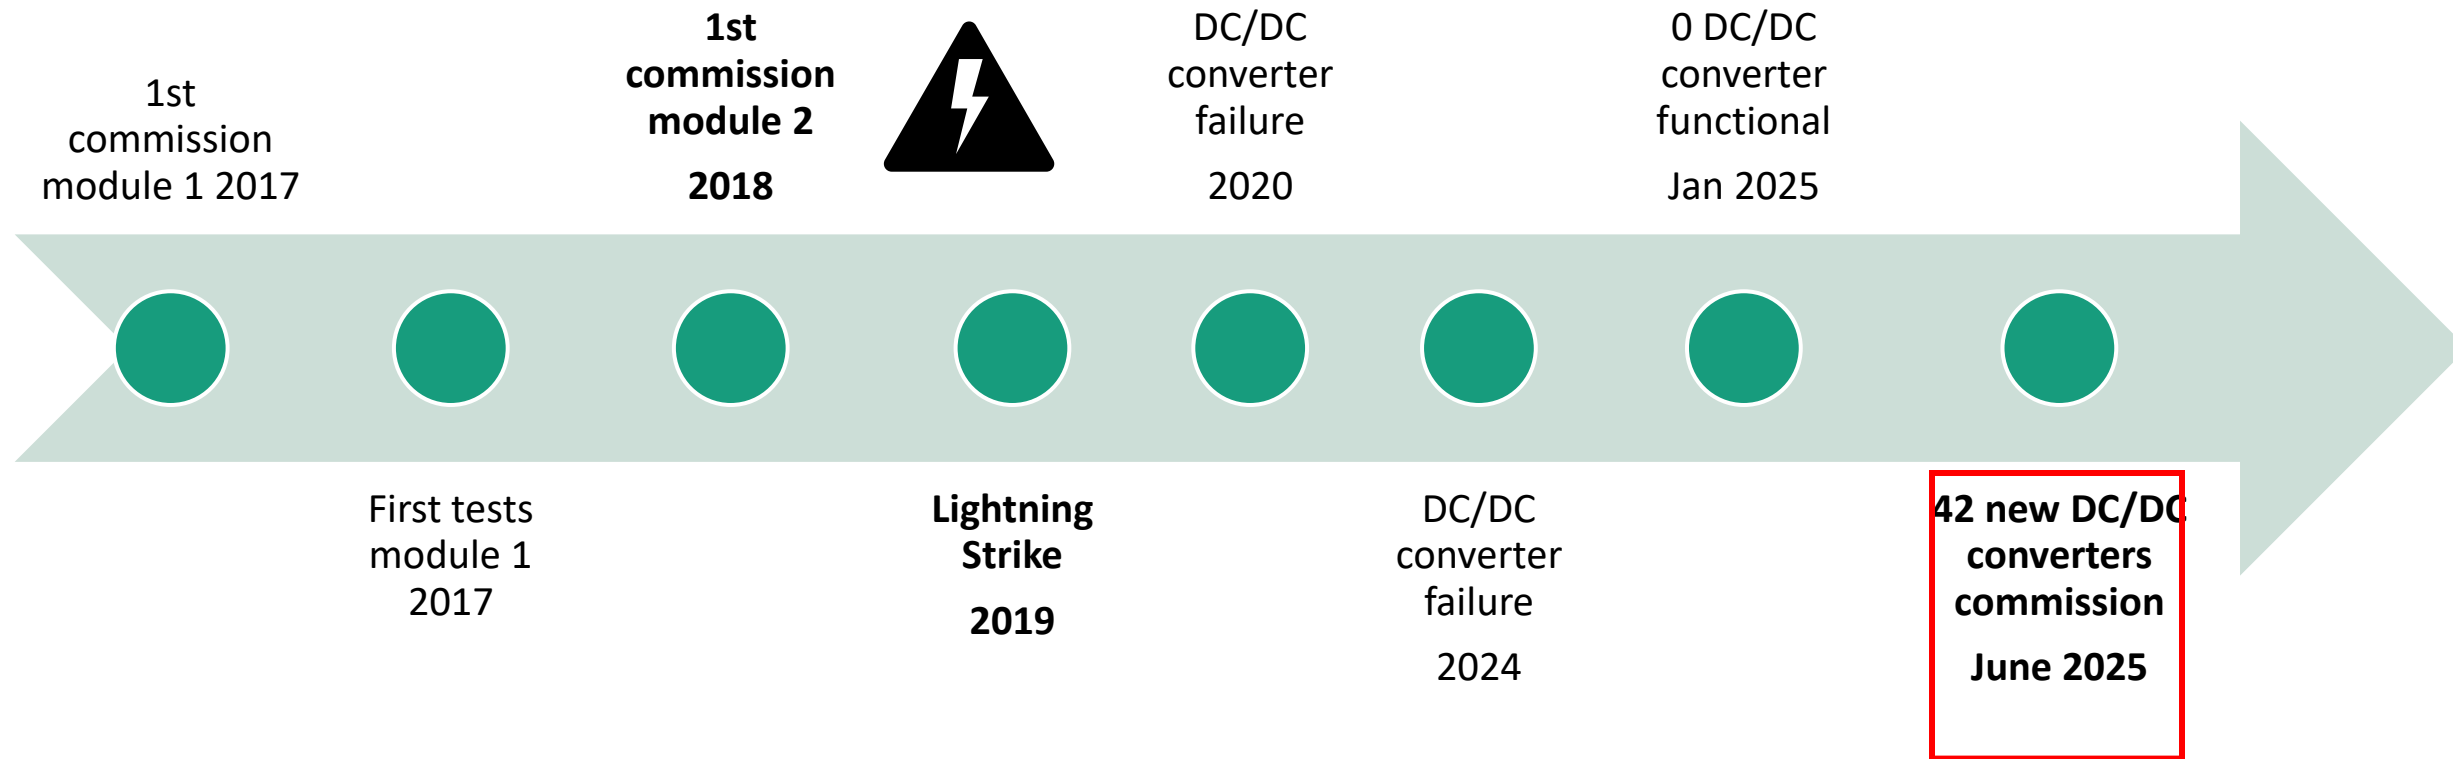 1st
commission
module 1 2017
First tests
module 1
2017
1st
commission
module 2
2018
Lightning
Strike
2019
DC/DC
converter
failure
2020
DC/DC
converter
failure
2024
0 DC/DC
converter
functional
Jan 2025
42 new DC/DC
converters
commission
June 2025